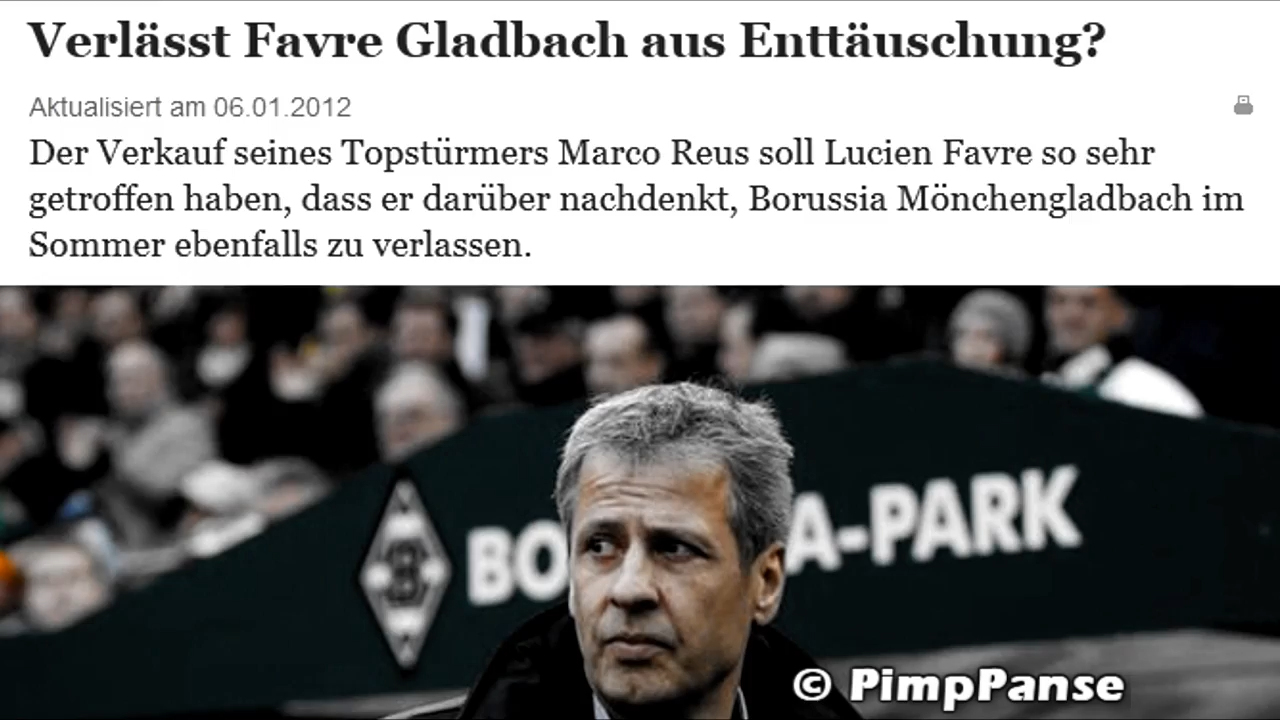 Verlässt Favre Gladbach aus Enttäuschung?
Aktualisiert am 06.01.2012
Der Verkauf seines Topstürmers Marco Reus soll Lucien Favre so sehr
getroffen haben, dass er darüber nachdenkt, Borussia Mönchengladbach im
Sommer ebenfalls zu verlassen.
BO A-PARK
© PimpPanse